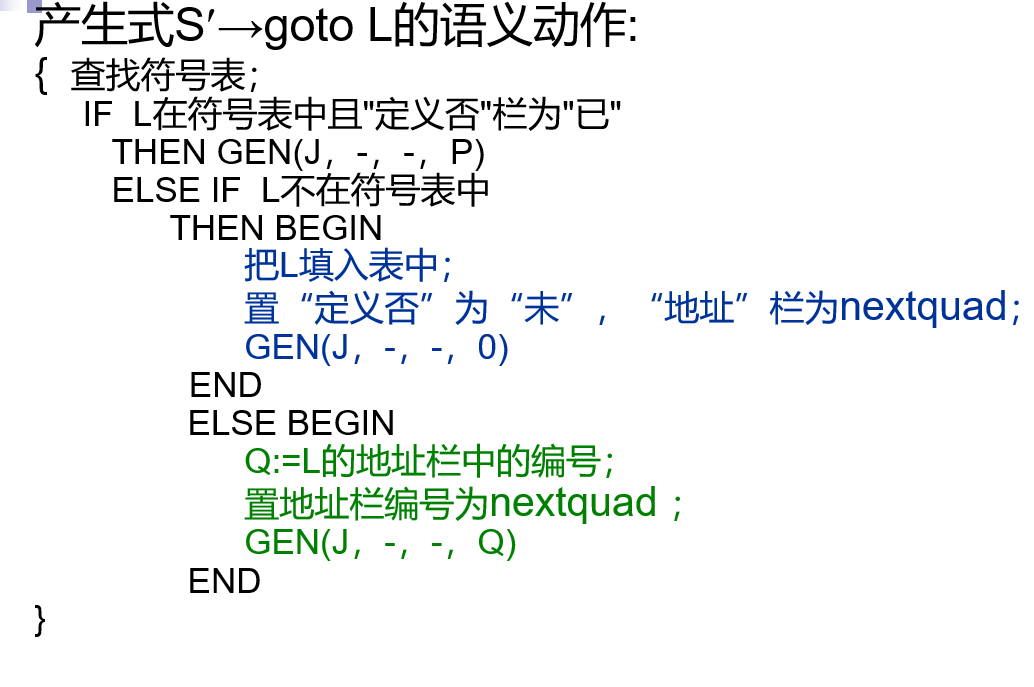 产生式S′→goto L的语义动作:
{ 查找符号表；
IF L在符号表中且"定义否"栏为"已"
THEN GEN(J，-，-，P)
ELSE IF L不在符号表中
THEN BEGIN
把L填入表中；
置“定义否”为“未”，“地址”栏为nextquad；
GEN(J，-，-，0)
END
ELSE BEGIN
Q:=L的地址栏中的编号；
置地址栏编号为nextquad；
GEN(J，-，-，Q)
END
}